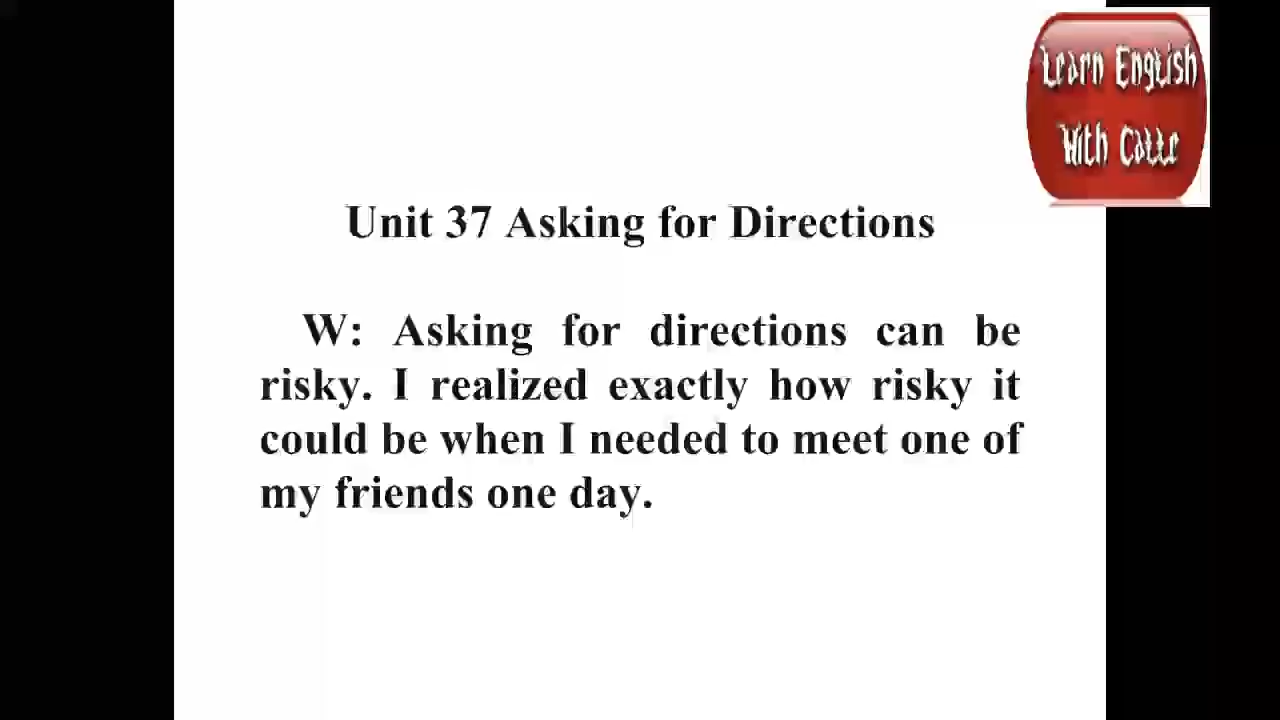 Learn English
With Catte
Unit 37 Asking for Directions
W: Asking for directions can be
risky. I realized exactly how risky it
could be when I needed to meet one of
my friends one day.